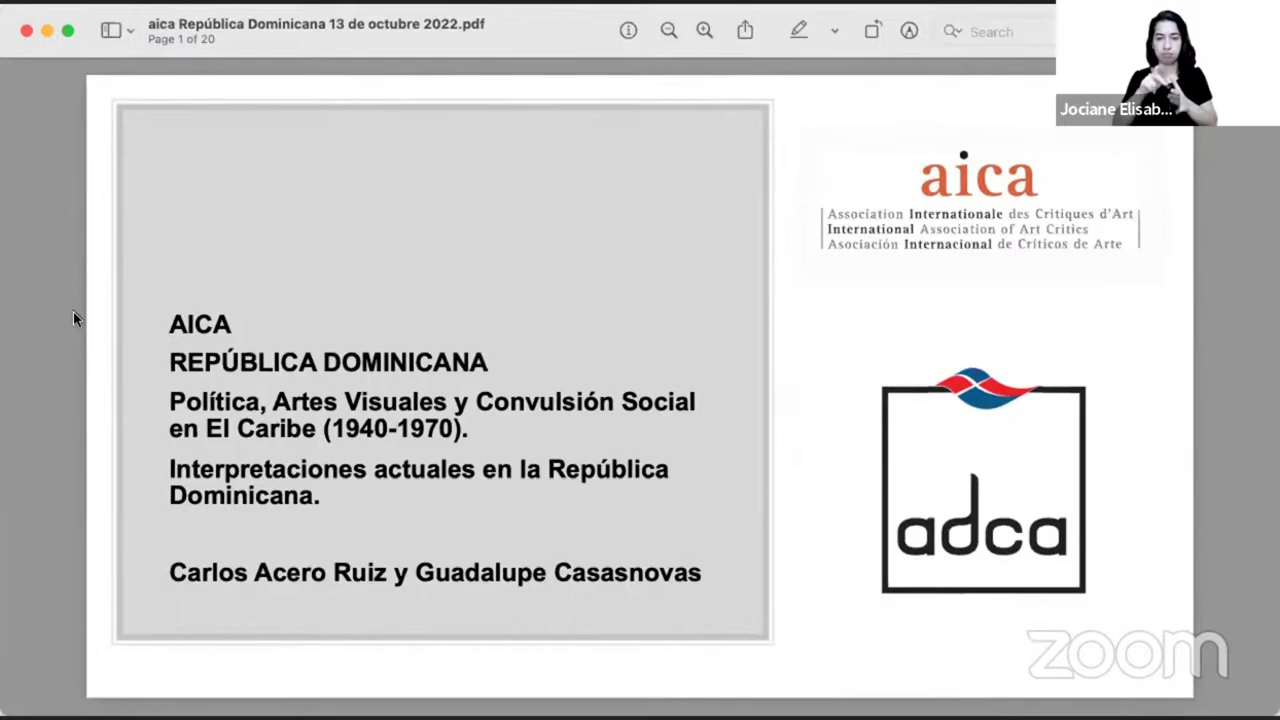 aica República Dominicana 13 de octubre 2022.pdf
Page 1 of 20
Search
Jociane Elisab...
aica
Association Internationale des Critiques d'Art
International Association of Art Critics
Asociación Internacional de Críticos de Arte
AICA
REPÚBLICA DOMINICANA
Política, Artes Visuales y Convulsión Social
en El Caribe (1940-1970).
Interpretaciones actuales en la República
Dominicana.
Carlos Acero Ruiz y Guadalupe Casasnovas
adca
zoom